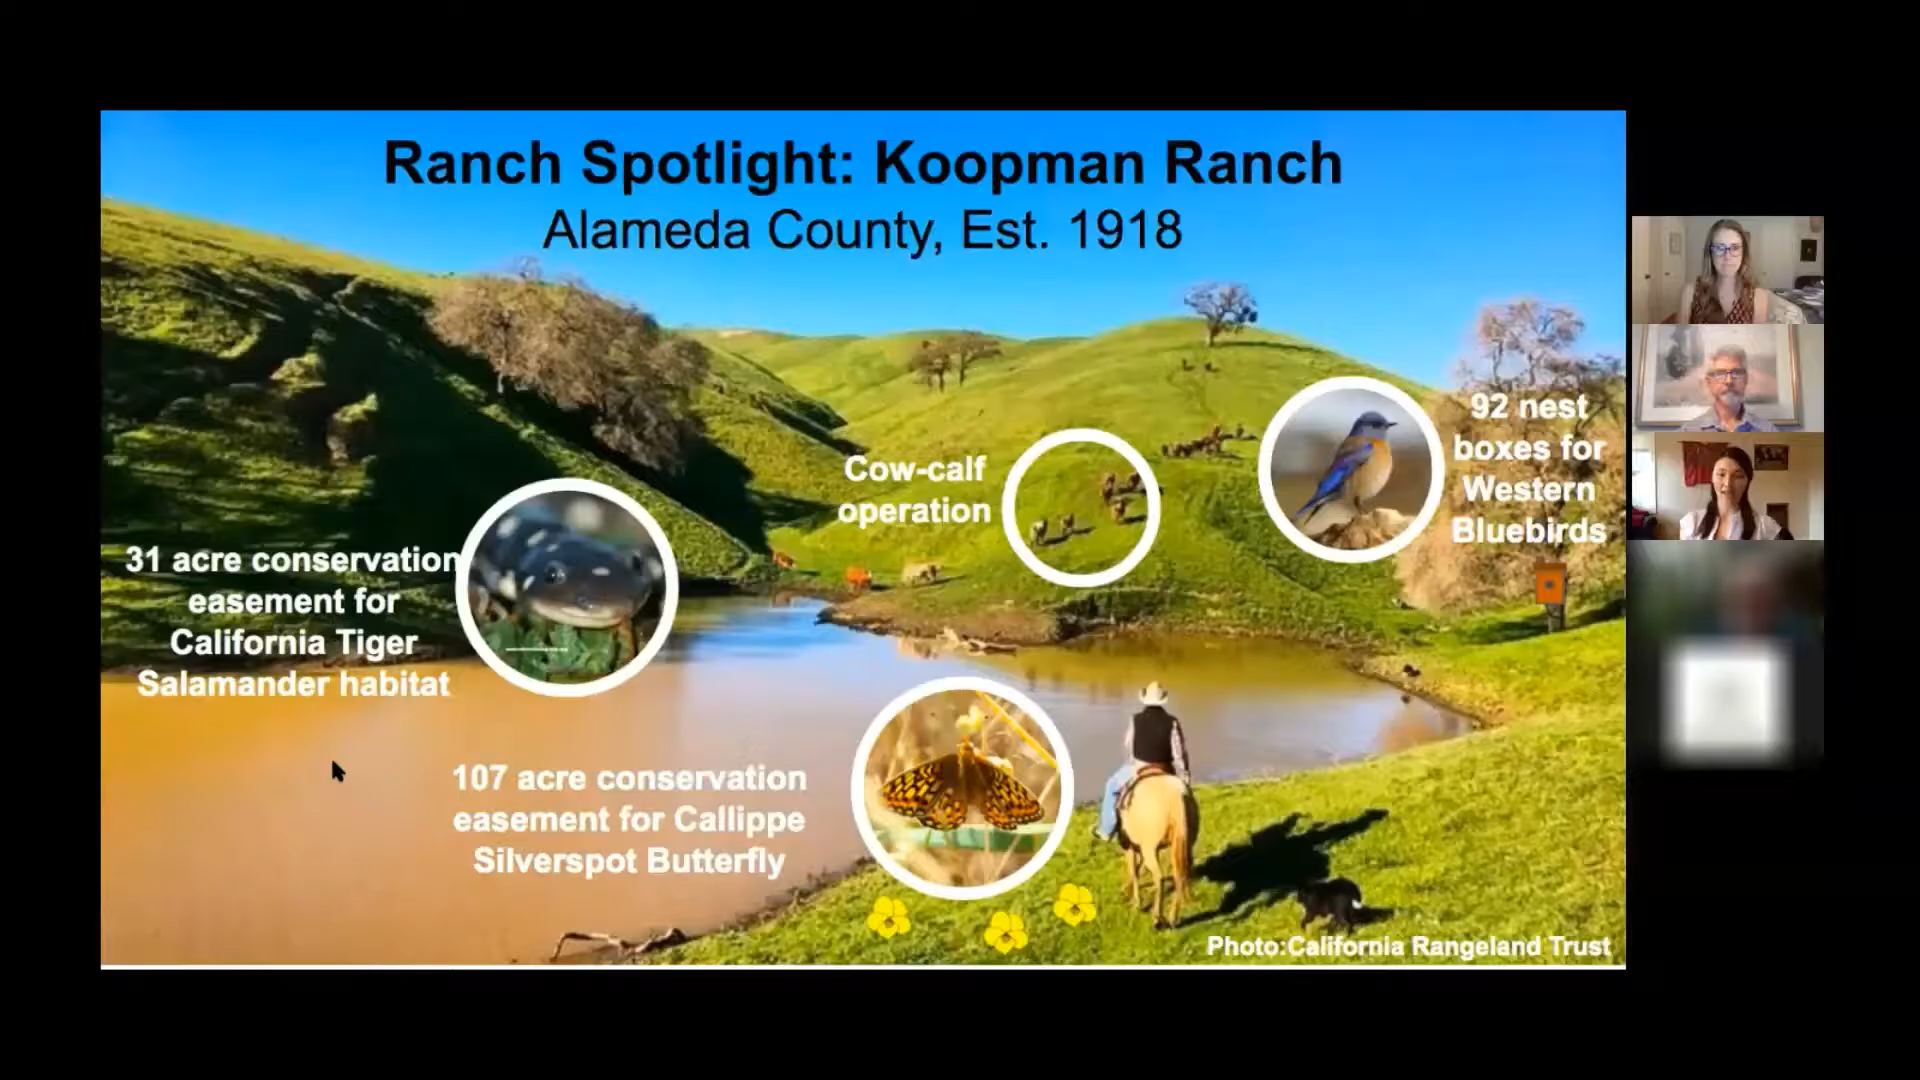 Ranch Spotlight: Koopman Ranch
Alameda County, Est. 1918
92 nest
boxes for
Western
Bluebirds
Cow-calf
operation
31 acre conservation
easement for
California Tiger
Salamander habitat
107 acre conservation
easement for Callippe
Silverspot Butterfly
Photo:California Rangeland Trust